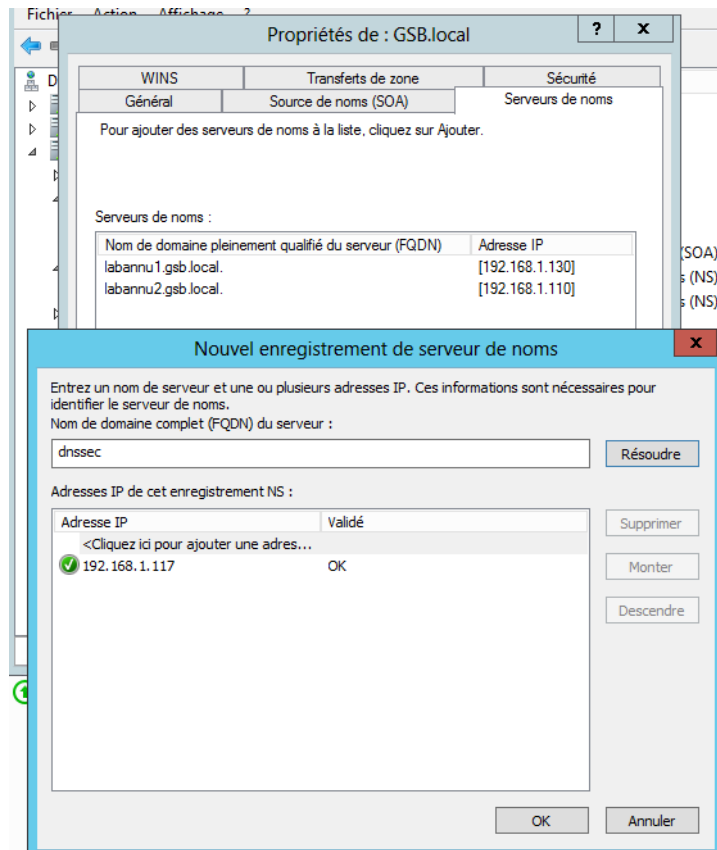 Fichier Action Affichage ?
Propriétés de : GSB.local ? x
D
WINS Transferts de zone Sécurité
Général Source de noms (SOA) Serveurs de noms
Pour ajouter des serveurs de noms à la liste, cliquez sur Ajouter.
Serveurs de noms :
Nom de domaine pleinement qualifié du serveur (FQDN) Adresse IP
(SOA)
labannu1.gsb.local. [192.168.1.130]
s (NS)
labannu2.gsb.local. [192.168.1.110]
s (NS)
Nouvel enregistrement de serveur de noms x
Entrez un nom de serveur et une ou plusieurs adresses IP. Ces informations sont nécessaires pour
identifier le serveur de noms.
Nom de domaine complet (FQDN) du serveur :
dnssec Résoudre
Adresses IP de cet enregistrement NS :
Adresse IP Validé Supprimer
<Cliquez ici pour ajouter une adres...
192.168.1.117 OK Monter
Descendre
OK Annuler